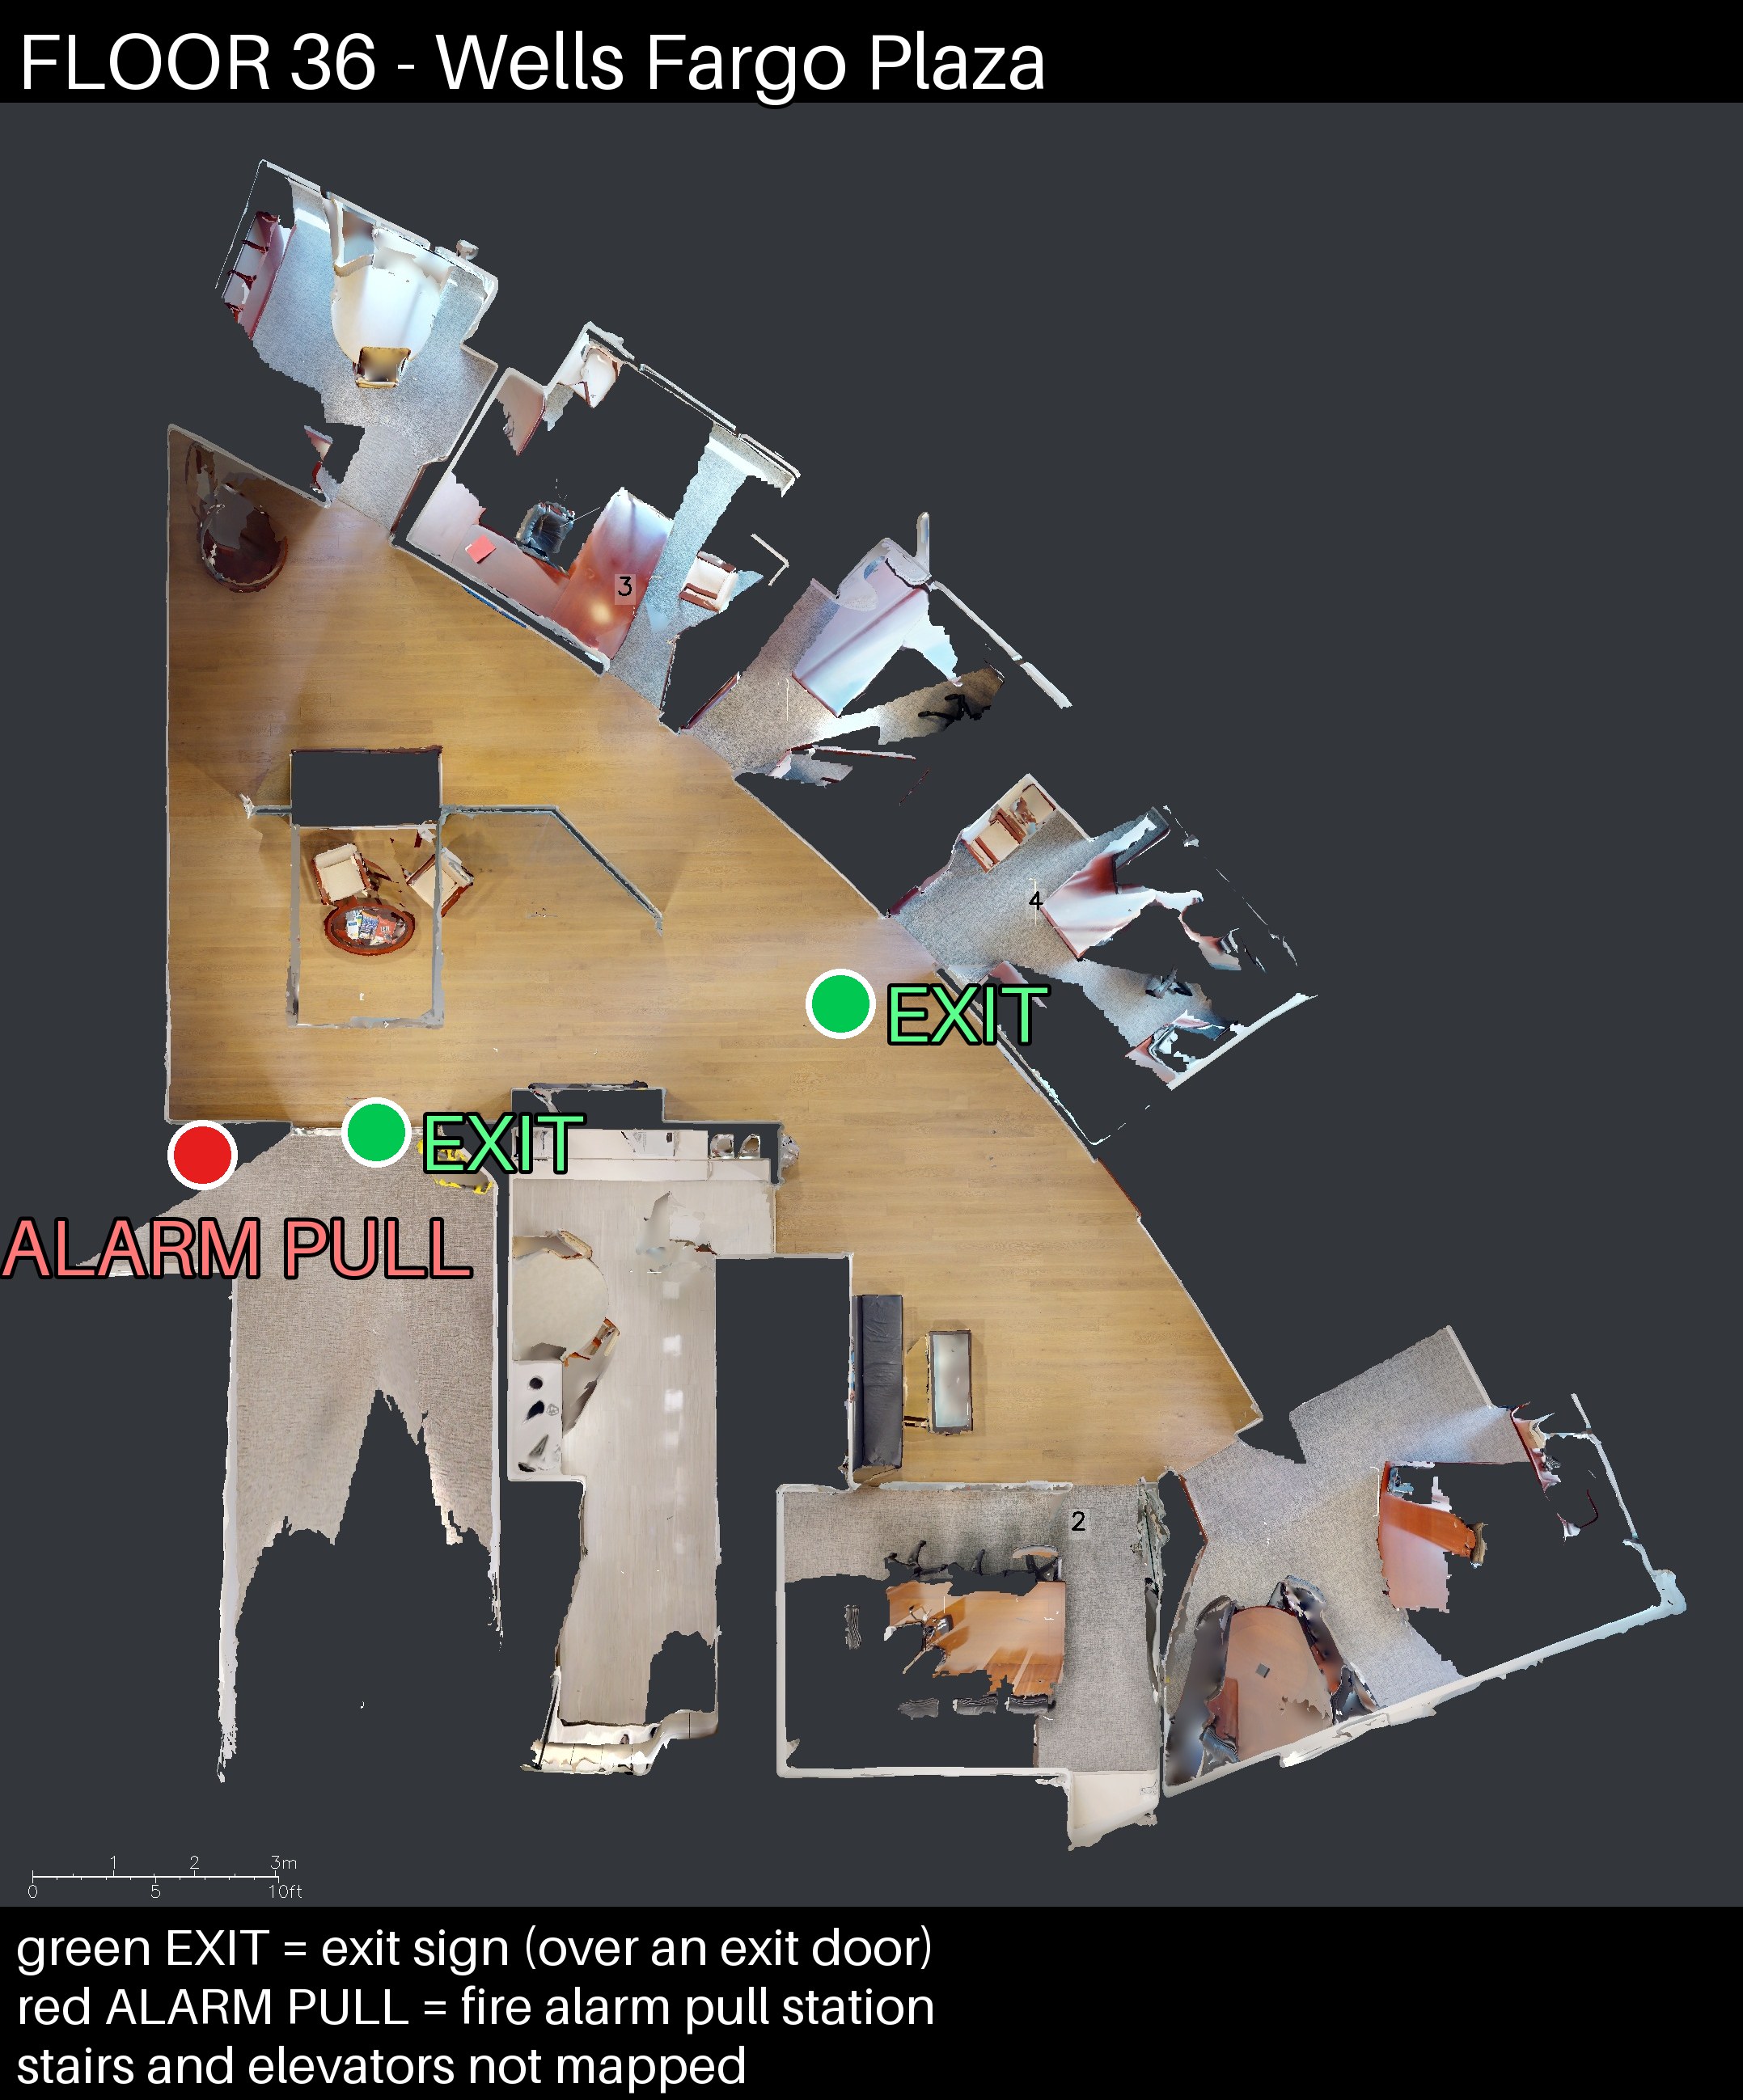 FLOOR 36 - Wells Fargo Plaza
3
4
EXIT
EXIT
ALARM PULL
2
1 2 3m
0 5 10ft
green EXIT = exit sign (over an exit door)
red ALARM PULL = fire alarm pull station
stairs and elevators not mapped